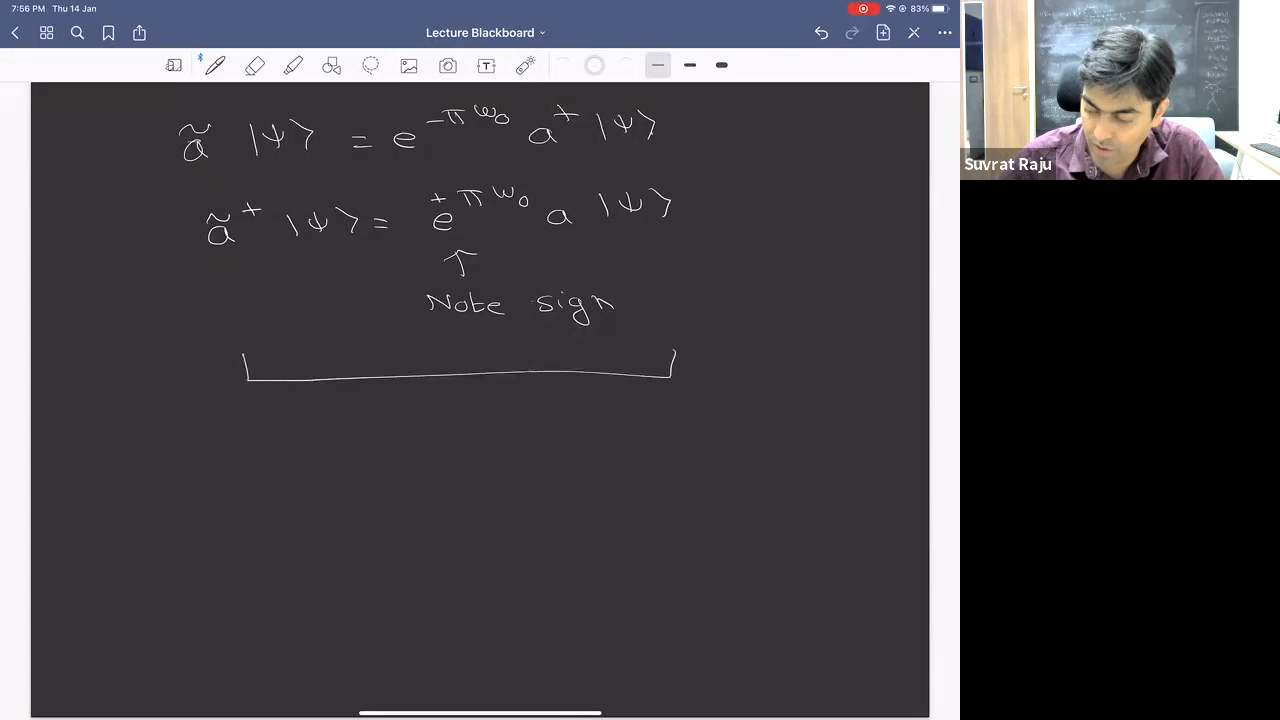 7:56 PM Thu 14 Jan
83%
Lecture Blackboard
ã |ψ⟩ = e^{-πω₀} a^† |ψ⟩
ã^† |ψ⟩ = e^{+πω₀} a |ψ⟩
↑
Note sign
Suvrat Raju